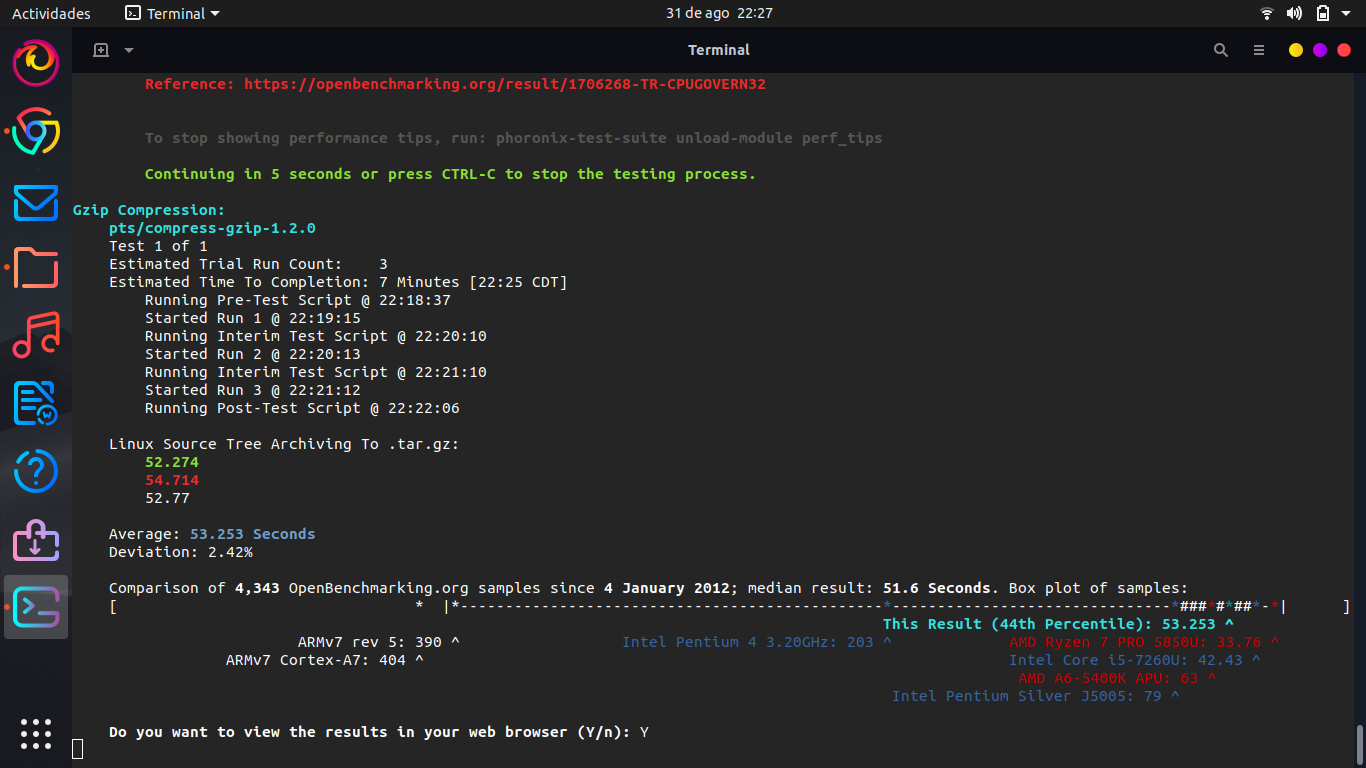 Actividades Terminal 31 de ago 22:27
Terminal
Reference: https://openbenchmarking.org/result/1706268-TR-CPUGOVERN32
To stop showing performance tips, run: phoronix-test-suite unload-module perf_tips
Continuing in 5 seconds or press CTRL-C to stop the testing process.
Gzip Compression:
pts/compress-gzip-1.2.0
Test 1 of 1
Estimated Trial Run Count:    3
Estimated Time To Completion: 7 Minutes [22:25 CDT]
Running Pre-Test Script @ 22:18:37
Started Run 1 @ 22:19:15
Running Interim Test Script @ 22:20:10
Started Run 2 @ 22:20:13
Running Interim Test Script @ 22:21:10
Started Run 3 @ 22:21:12
Running Post-Test Script @ 22:22:06
Linux Source Tree Archiving To .tar.gz:
52.274
54.714
52.77
Average: 53.253 Seconds
Deviation: 2.42%
Comparison of 4,343 OpenBenchmarking.org samples since 4 January 2012; median result: 51.6 Seconds. Box plot of samples:
[                                 *  |*-----------------------------------------------*-------------------------------*###*#*##*-*|      ]
This Result (44th Percentile): 53.253 ^
ARMv7 rev 5: 390 ^ Intel Pentium 4 3.20GHz: 203 ^ AMD Ryzen 7 PRO 5850U: 33.76 ^
ARMv7 Cortex-A7: 404 ^ Intel Core i5-7260U: 42.43 ^
AMD A6-5400K APU: 63 ^
Intel Pentium Silver J5005: 79 ^
Do you want to view the results in your web browser (Y/n): Y